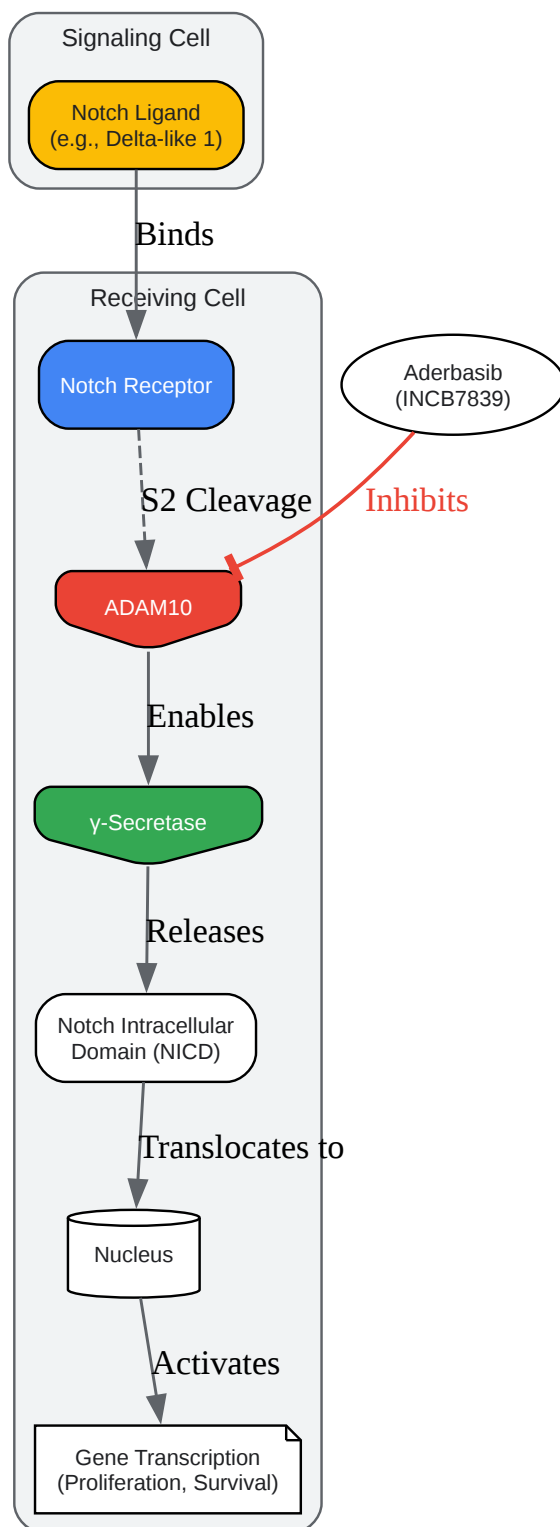 Signaling Cell
Notch Ligand
(e.g., Delta-like 1)
Binds
Receiving Cell
Notch Receptor
Aderbasib
(INCB7839)
S2 Cleavage
Inhibits
ADAM10
Enables
γ-Secretase
Releases
Notch Intracellular
Domain (NICD)
Translocates to
Nucleus
Activates
Gene Transcription
(Proliferation, Survival)